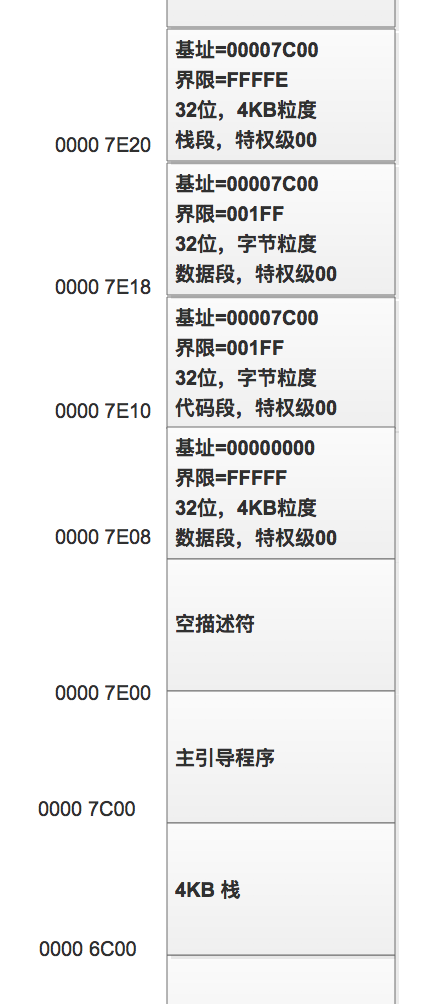 基址=00007C00
界限=FFFFE
32位，4KB粒度
栈段，特权级00
0000 7E20
基址=00007C00
界限=001FF
32位，字节粒度
数据段，特权级00
0000 7E18
基址=00007C00
界限=001FF
32位，字节粒度
代码段，特权级00
0000 7E10
基址=00000000
界限=FFFFF
32位，4KB粒度
数据段，特权级00
0000 7E08
空描述符
0000 7E00
主引导程序
0000 7C00
4KB 栈
0000 6C00